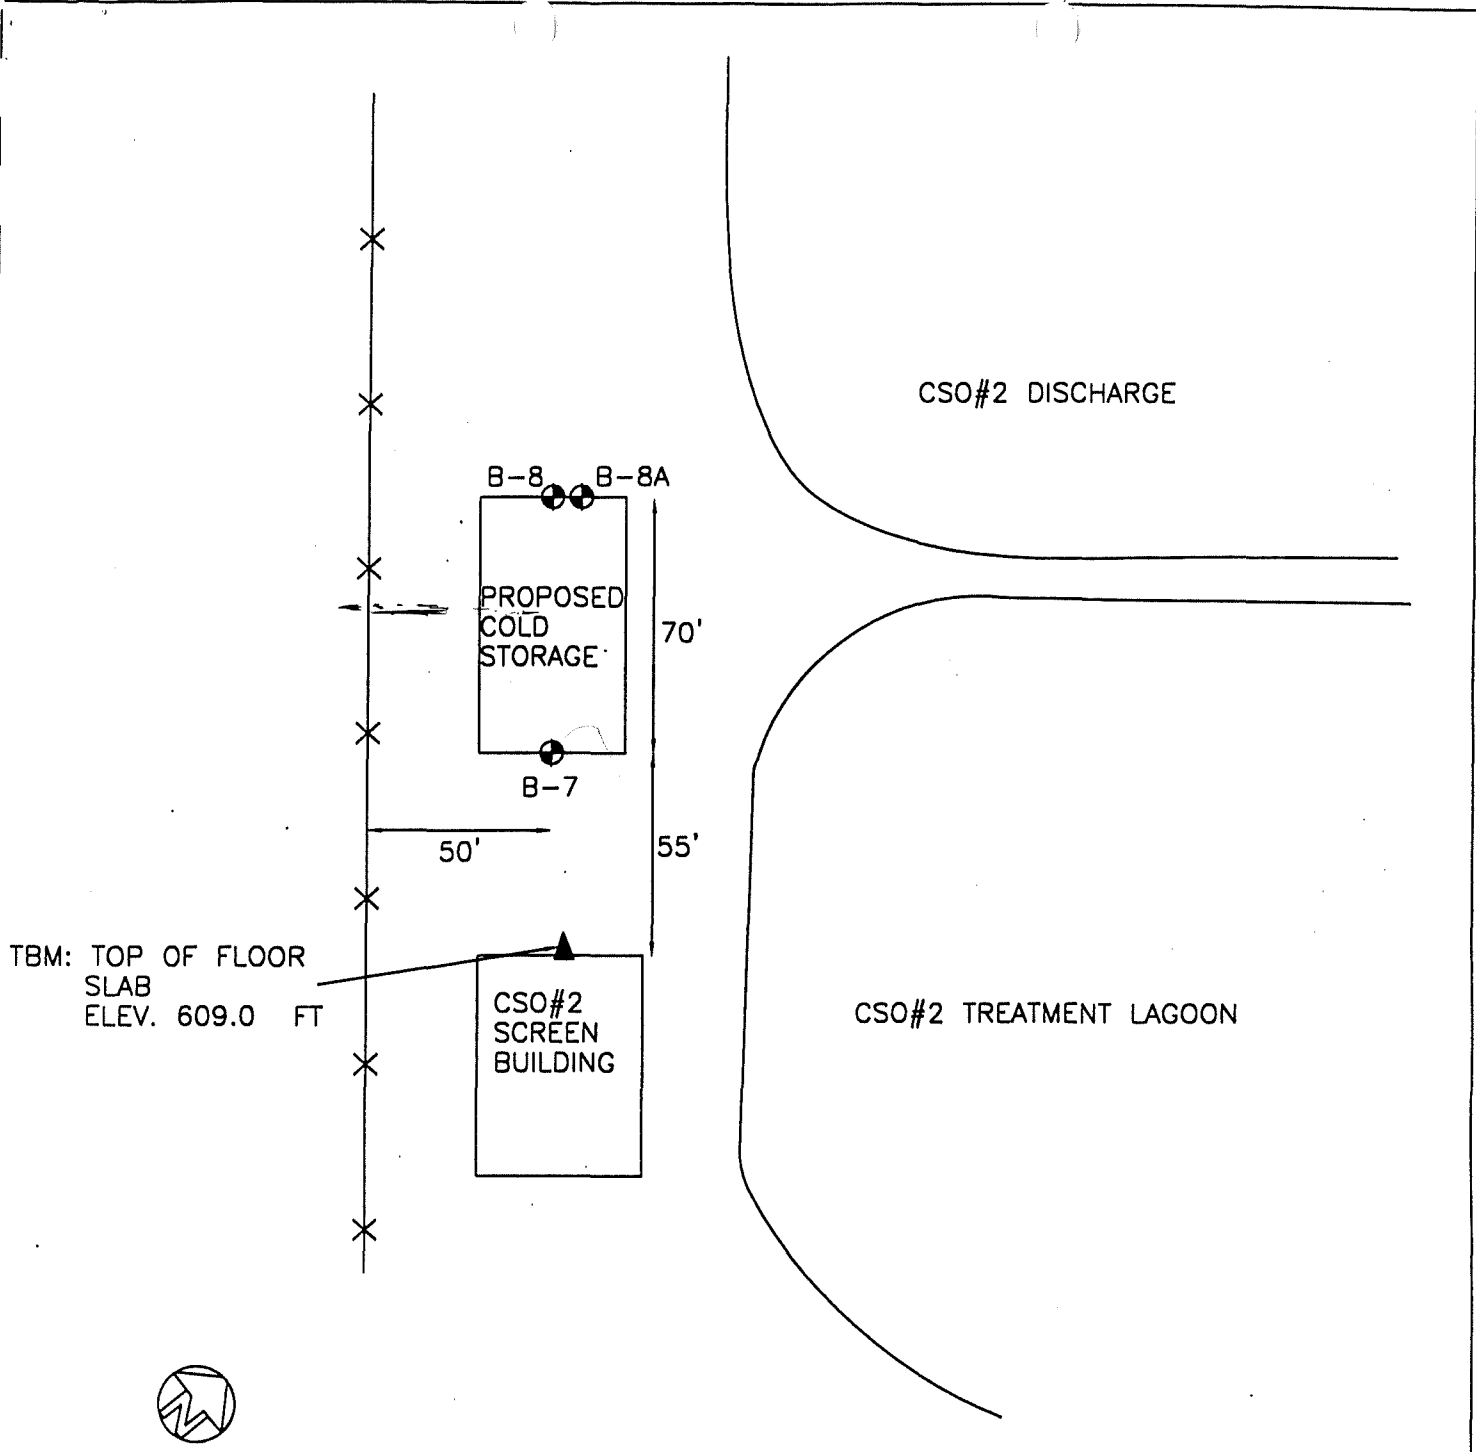 CSO#2 DISCHARGE
B-8
B-8A
PROPOSED
COLD
STORAGE
70'
B-7
50'
55'
TBM: TOP OF FLOOR
SLAB
ELEV. 609.0 FT
CSO#2
SCREEN
BUILDING
CSO#2 TREATMENT LAGOON
N